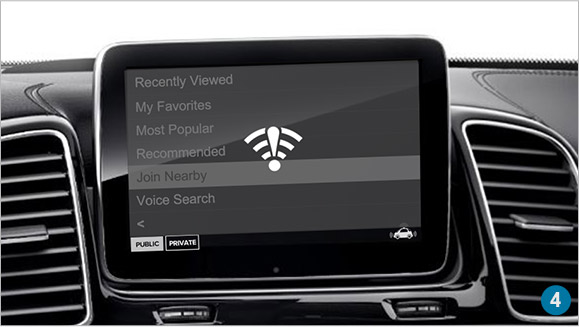 Recently Viewed
My Favorites
Most Popular
Recommended
Join Nearby
Voice Search
<
PUBLIC PRIVATE
4